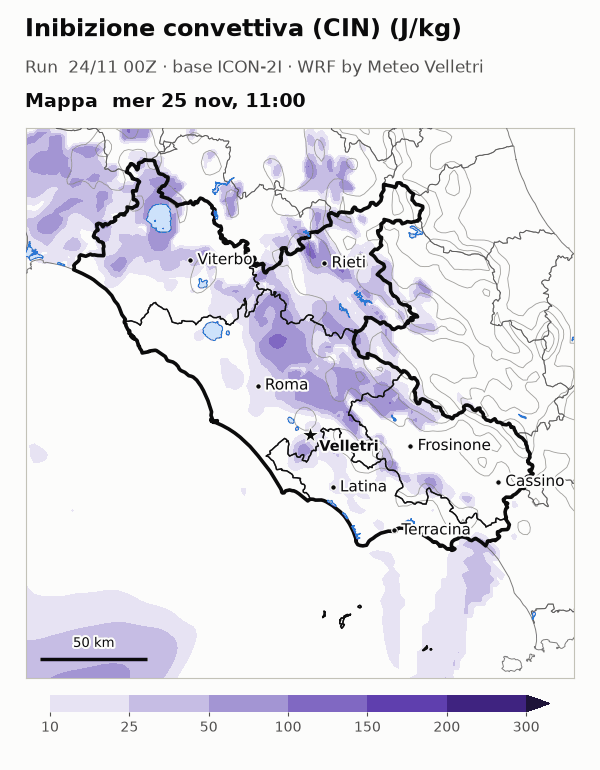 Inibizione convettiva (CIN) (J/kg)
Run  24/11 00Z · base ICON-2I · WRF by Meteo Velletri
Mappa  mer 25 nov, 11:00
Viterbo
Rieti
Roma
Velletri
Frosinone
Latina
Cassino
Terracina
50 km
10 25 50 100 150 200 300